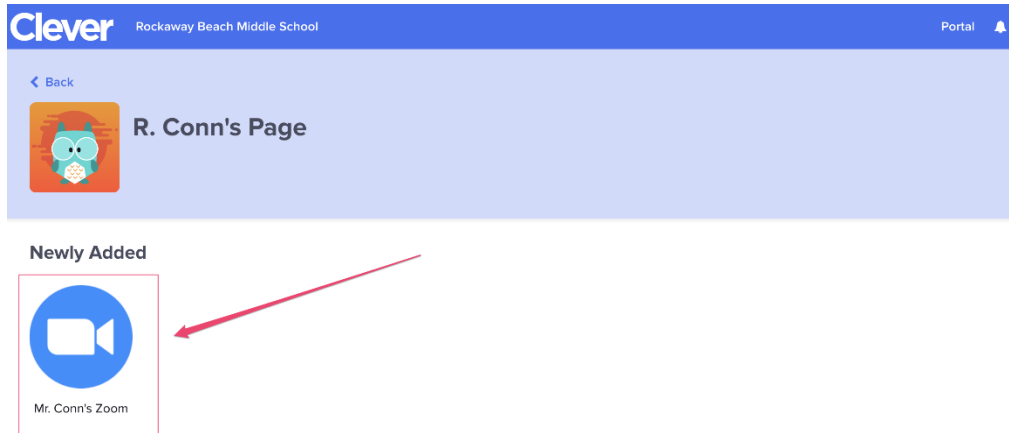 Clever Rockaway Beach Middle School Portal
Back
R. Conn's Page
Newly Added
Mr. Conn's Zoom